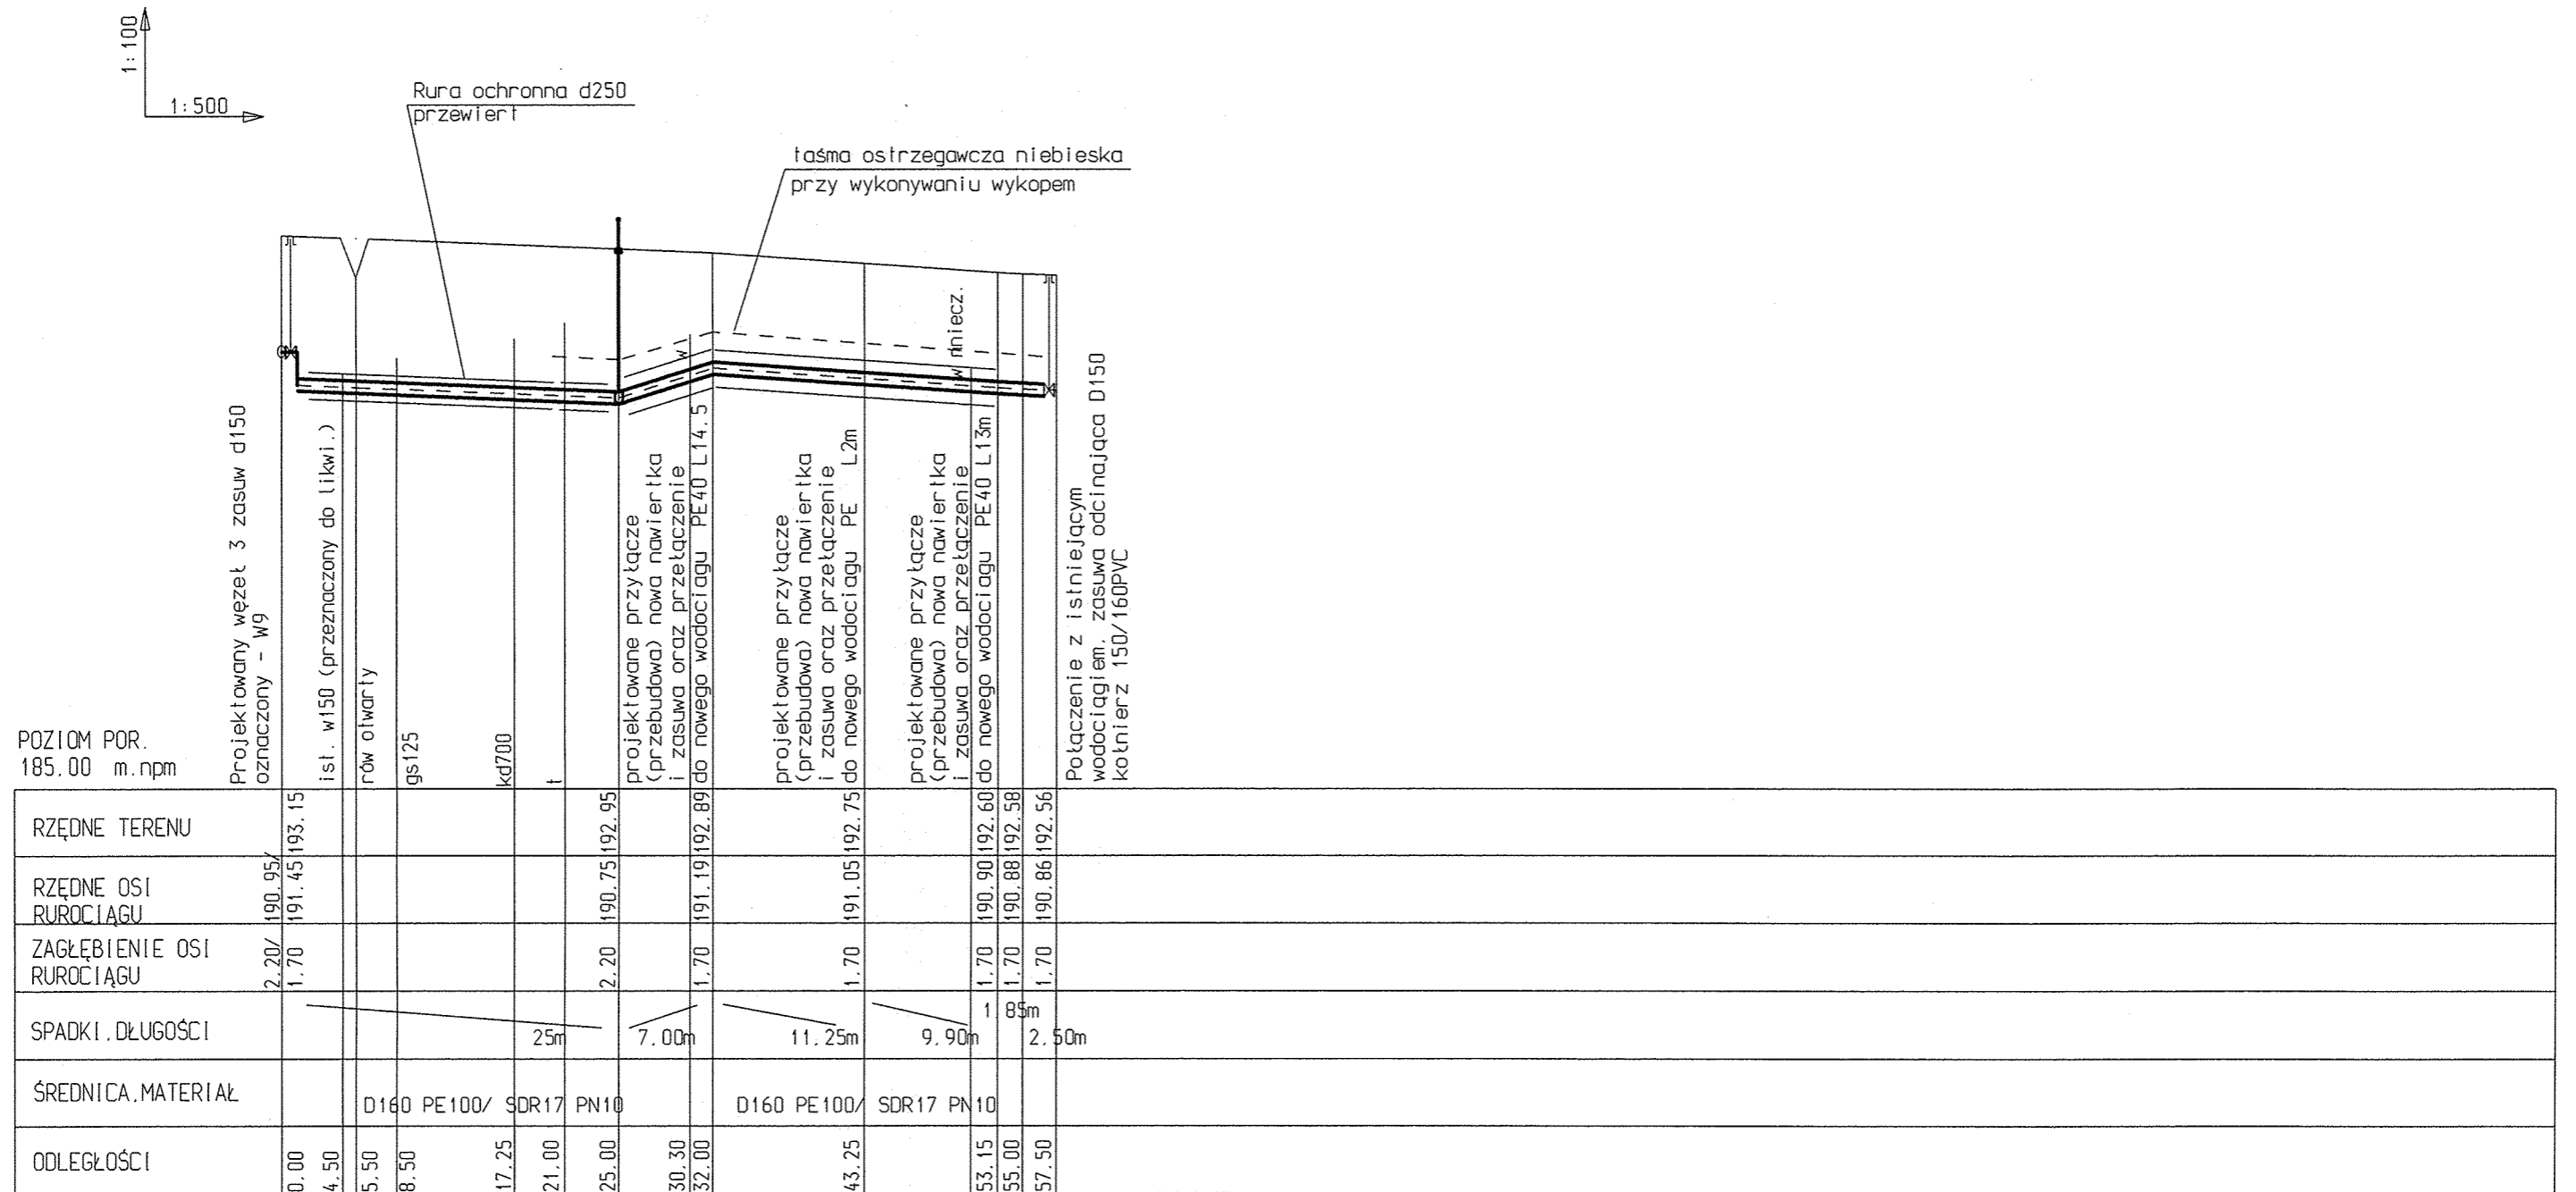 1:100
1:500
Rura ochronna d250
przewiert
taśma ostrzegawcza niebieska
przy wykonywaniu wykopem
Projektowany węzeł 3 zasuw d150
oznaczony - W9
ist. w150 (przeznaczony do likwi.)
rów otwarty
gs125
kd700
t
projektowane przyłącze
(przebudowa) nowa nawiertka
i zasuwa oraz przełączenie
do nowego wodociągu PE40 L14.5
w
projektowane przyłącze
(przebudowa) nowa nawiertka
i zasuwa oraz przełączenie
do nowego wodociągu PE L2m
projektowane przyłącze
(przebudowa) nowa nawiertka
i zasuwa oraz przełączenie
do nowego wodociągu PE40 L13m
w
Połączenie z istniejącym
wodociągiem. zasuwa odcinająca D150
kołnierz 150/160PVC
POZIOM POR.
185.00 m.npm
RZĘDNE TERENU
193.15 192.95 192.89 192.75 192.60 192.58 192.56
RZĘDNE OSI
RUROCIĄGU
190.95/ 191.45 190.75 191.19 191.05 190.90 190.88 190.86
ZAGŁĘBIENIE OSI
RUROCIĄGU
2.20/ 1.70 2.20 1.70 1.70 1.70 1.70 1.70
SPADKI.DŁUGOŚCI
25m 7.00m 11.25m 9.90m 1.85m 2.50m
ŚREDNICA.MATERIAŁ
D160 PE100/ SDR17 PN10 D160 PE100/ SDR17 PN10
ODLEGŁOŚCI
0.00 4.50 5.50 8.50 17.25 21.00 25.00 30.30 32.00 43.25 53.15 55.00 57.50